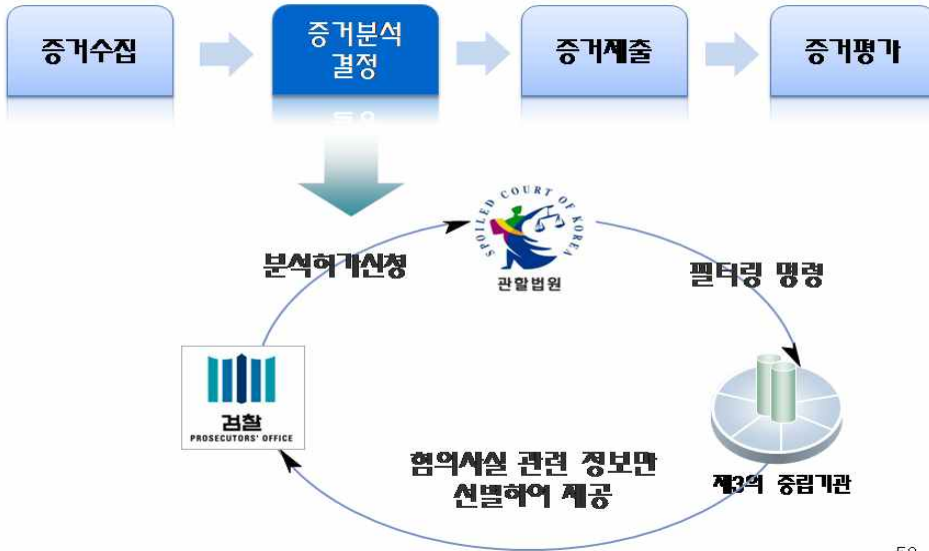 증거수집
증거분석
결정
증거제출
증거평가
분석허가신청
SPOILED COURT OF KOREA
관할법원
필터링 명령
검찰
PROSECUTORS' OFFICE
혐의사실 관련 정보만
선별하여 제공
제3의 중립기관